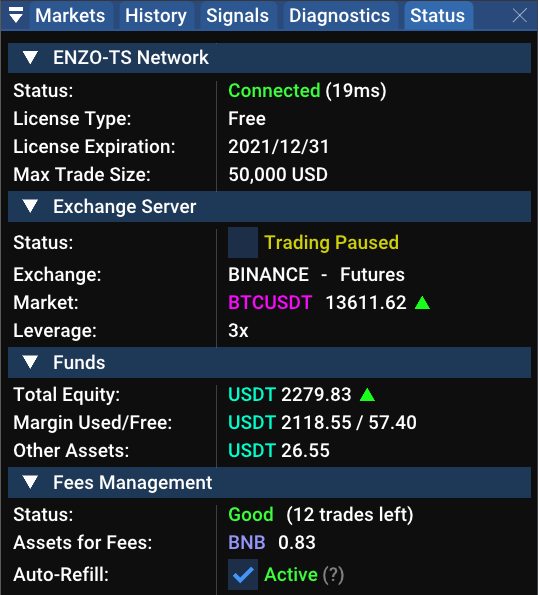 Markets History Signals Diagnostics Status
ENZO-TS Network
Status: Connected (19ms)
License Type: Free
License Expiration: 2021/12/31
Max Trade Size: 50,000 USD
Exchange Server
Status: Trading Paused
Exchange: BINANCE - Futures
Market: BTCUSDT 13611.62
Leverage: 3x
Funds
Total Equity: USDT 2279.83
Margin Used/Free: USDT 2118.55 / 57.40
Other Assets: USDT 26.55
Fees Management
Status: Good (12 trades left)
Assets for Fees: BNB 0.83
Auto-Refill: Active (?)